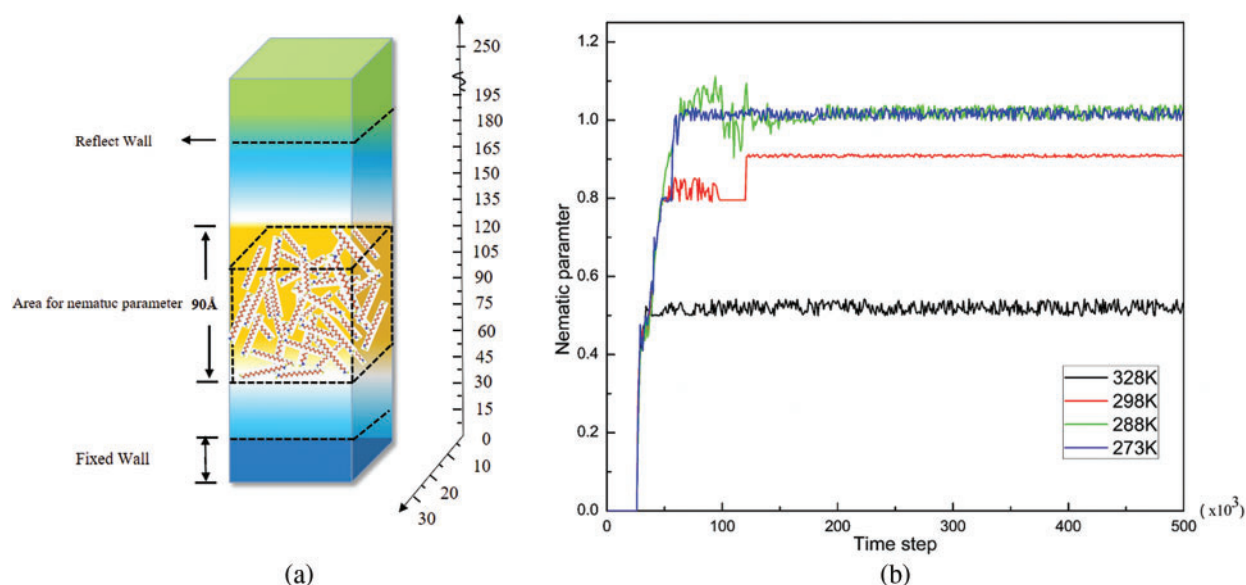 250
195
180
165
150
135
120
105
90
75
60
45
30
15
0
10
20
30
Reflect Wall
Area for nematuc parameter 90Å
Fixed Wall
(a)
Nematic paramter
1.2
1.0
0.8
0.6
0.4
0.2
0.0
0 100 200 300 400 500 (x10³)
Time step
328K
298K
288K
273K
(b)